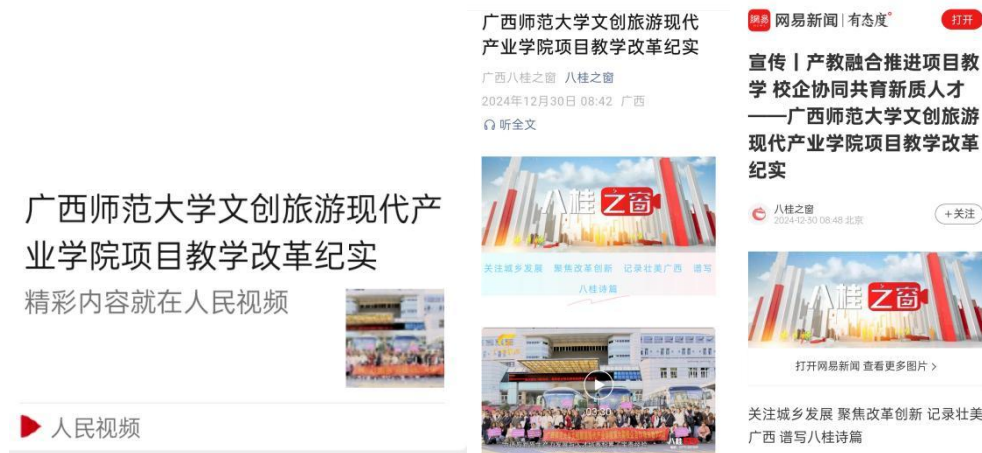 广西师范大学文创旅游现代产
业学院项目教学改革纪实
精彩内容就在人民视频
人民视频
广西师范大学文创旅游现代
产业学院项目教学改革纪实
广西八桂之窗 八桂之窗
2024年12月30日 08:42 广西
听全文
八桂之窗
关注城乡发展 聚焦改革创新 记录壮美广西 谱写
八桂诗篇
03:30
網易 网易新闻 | 有态度°
打开
宣传丨产教融合推进项目教
学 校企协同共育新质人才
——广西师范大学文创旅游
现代产业学院项目教学改革
纪实
八桂之窗
2024-12-30 08:48 北京
+关注
八桂之窗
打开网易新闻 查看更多图片 >
关注城乡发展 聚焦改革创新 记录壮美
广西 谱写八桂诗篇